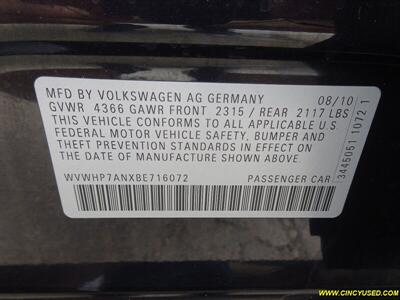 MFD BY VOLKSWAGEN AG GERMANY 08/10
GVWR 4366 GAWR FRONT 2315 / REAR 2117 LBS
THIS VEHICLE CONFORMS TO ALL APPLICABLE U S
FEDERAL MOTOR VEHICLE SAFETY, BUMPER AND
THEFT PREVENTION STANDARDS IN EFFECT ON
THE DATE OF MANUFACTURE SHOWN ABOVE
WVWHP7ANXBE716072 PASSENGER CAR
3445051 1072 1
WWW.CINCYUSED.COM